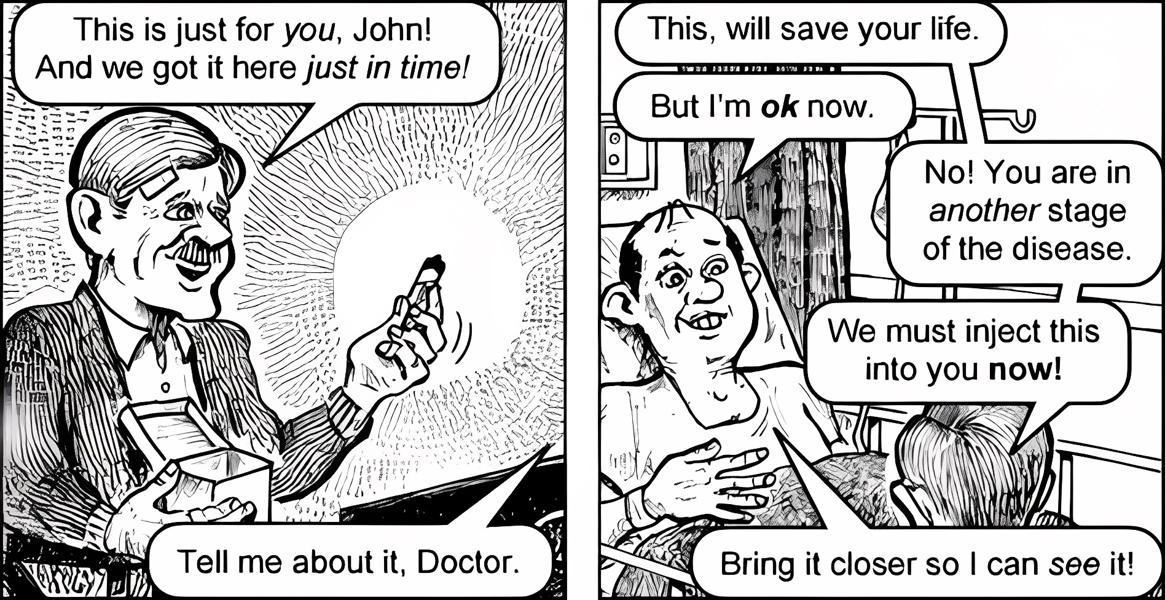 This is just for you, John!
And we got it here just in time!
Tell me about it, Doctor.
This, will save your life.
But I'm ok now.
No! You are in
another stage
of the disease.
We must inject this
into you now!
Bring it closer so I can see it!